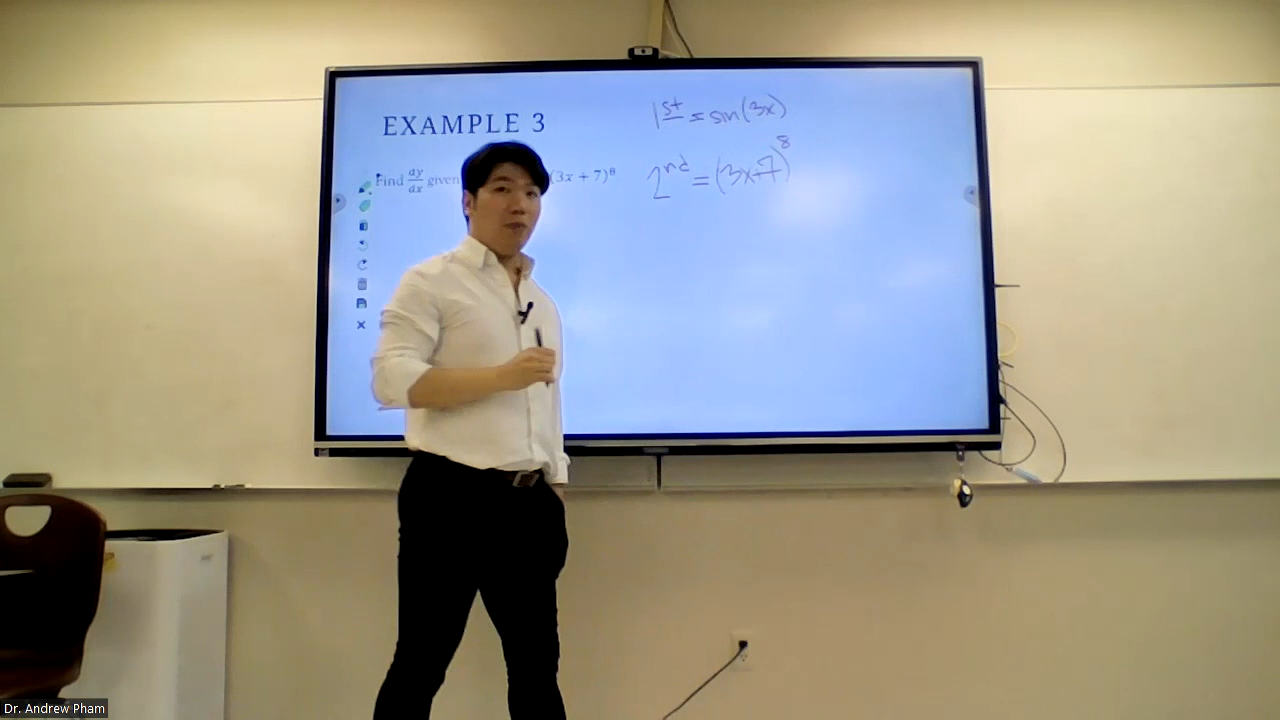 EXAMPLE 3
1st = sin(3x)
Find dy/dx given (3x + 7)⁸
2nd = (3x+7)⁸
Dr. Andrew Pham